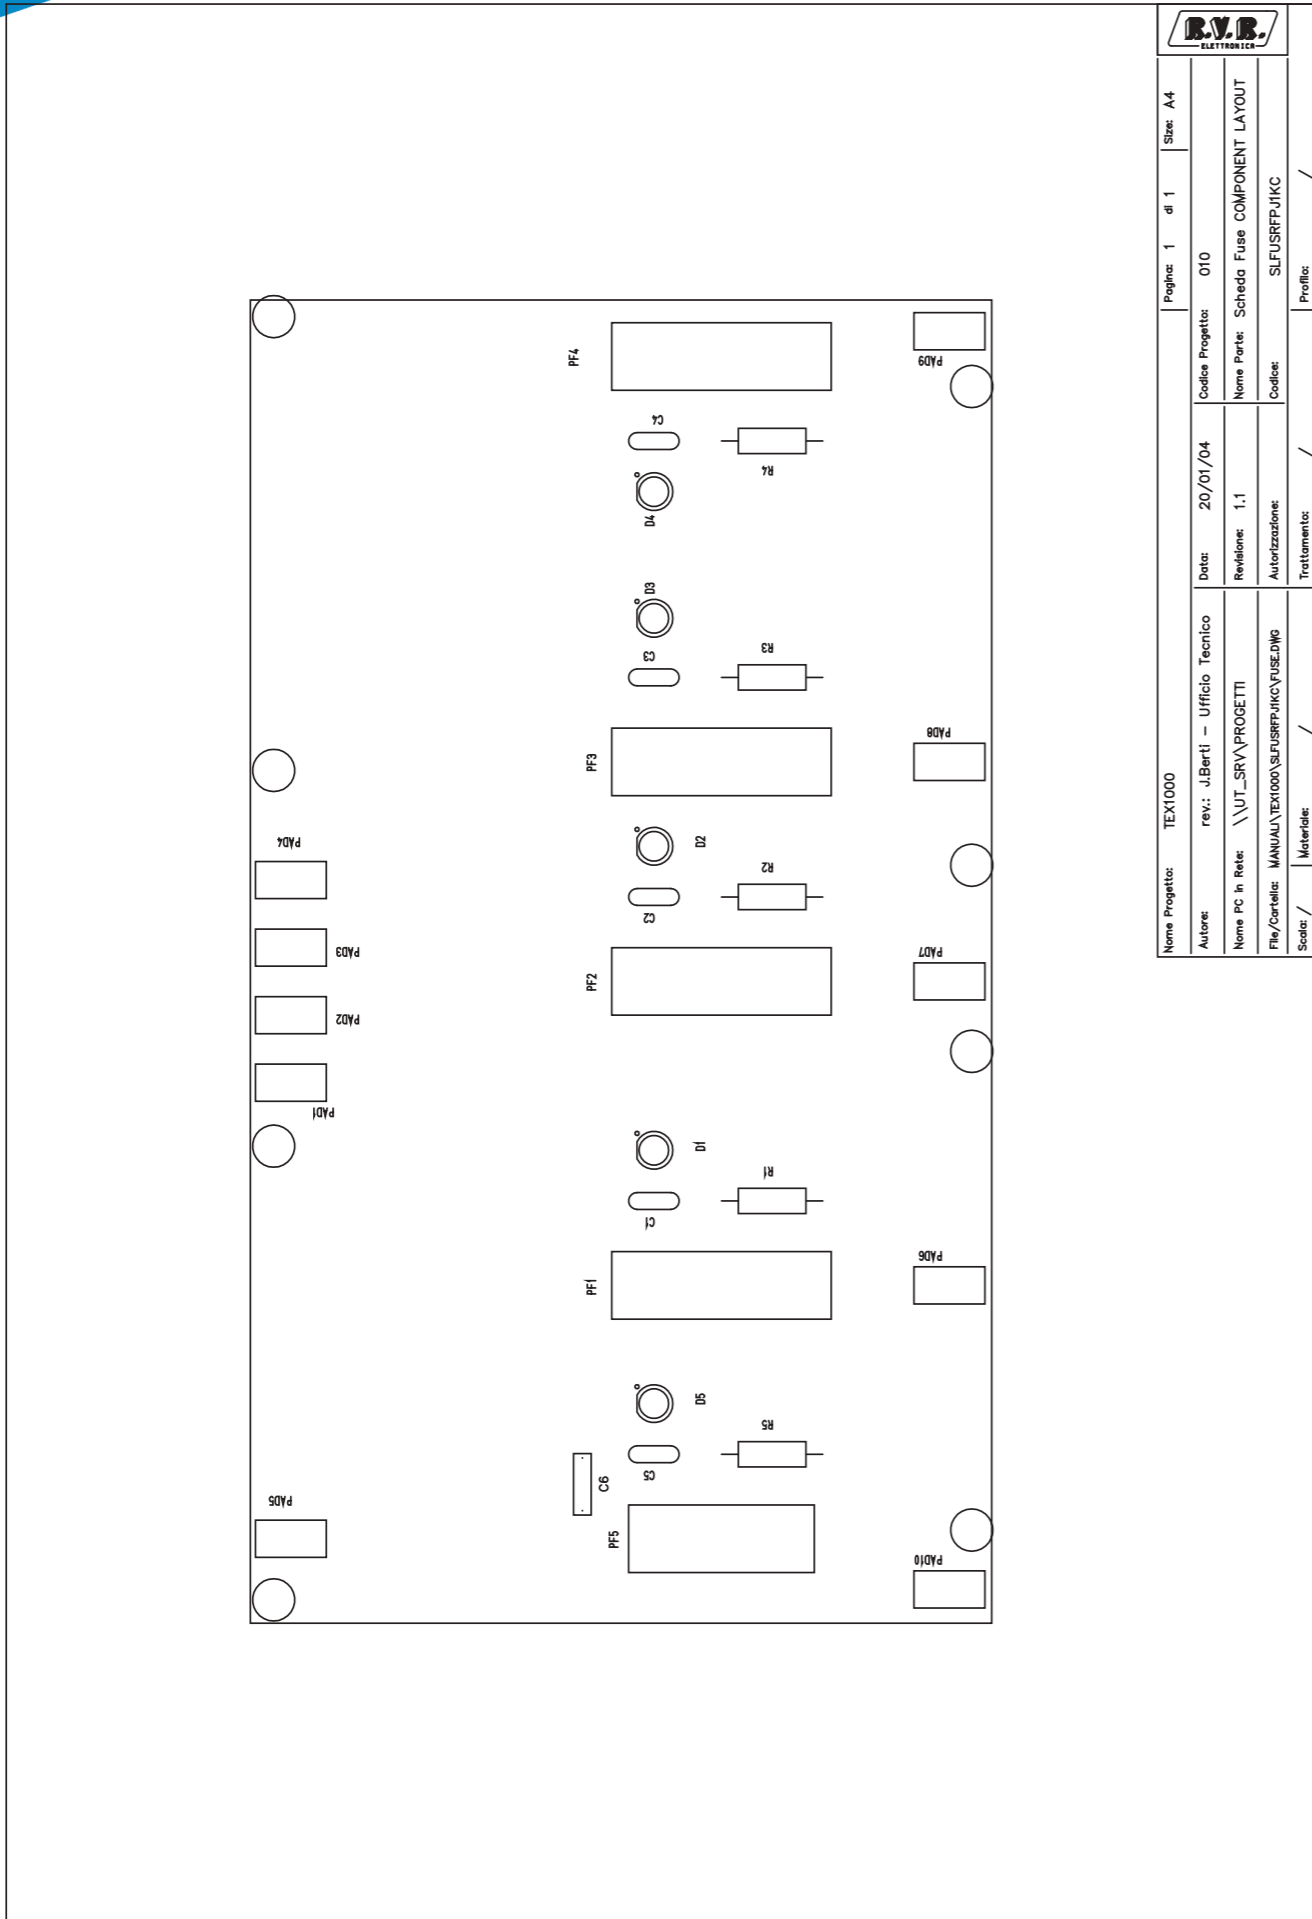 R.V.R.
ELETTRONICA
Nome Progetto: TEX1000
Pagina: 1 di 1
Size: A4
Autore: rev.: J.Berti – Ufficio Tecnico
Data: 20/01/04
Codice Progetto: 010
Nome PC in Rete: \\UT_SRV\PROGETTI
Revisione: 1.1
Nome Parte: Scheda Fuse COMPONENT LAYOUT
File/Cartella: MANUALI\TEX1000\SLFUSRFPJ1KC\FUSE.DWG
Autorizzazione:
Codice: SLFUSRFPJ1KC
Scala: /
Materiale: /
Trattamento: /
Profilo: /
PF4
PAD9
C4
R4
D4
D3
C3
R3
PF3
PAD8
PAD4
D2
R2
C2
PAD3
PF2
PAD7
PAD2
PAD1
D1
R1
C1
PF1
PAD6
D5
R5
C5
C6
PAD5
PF5
PAD10